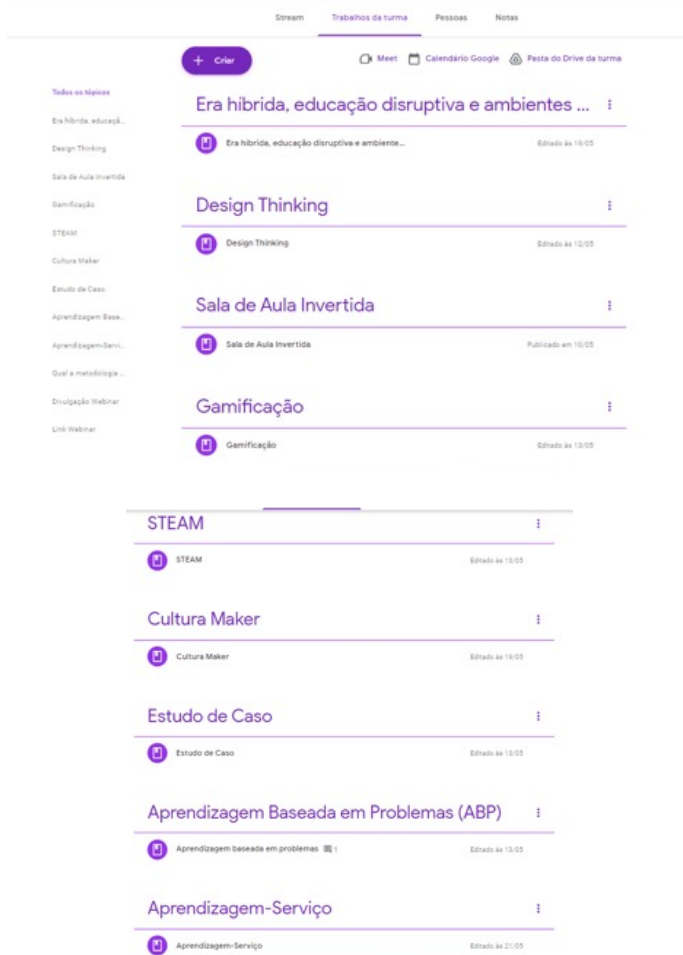 Stream Trabalhos da turma Pessoas Notas
+ Criar Meet Calendário Google Pasta do Drive da turma
Todos os tópicos
Era híbrida, educaçã...
Design Thinking
Sala de Aula Invertida
Gamificação
STEAM
Cultura Maker
Estudo de Caso
Aprendizagem Base...
Aprendizagem-Servi...
Qual a metodologia ...
Divulgação Webinar
Link Webinar
Era híbrida, educação disruptiva e ambientes ...
Era híbrida, educação disruptiva e ambiente... Editado às 19/05
Design Thinking
Design Thinking Editado às 12/05
Sala de Aula Invertida
Sala de Aula Invertida Publicado em 10/05
Gamificação
Gamificação Editado às 13/05
STEAM
STEAM Editado às 13/05
Cultura Maker
Cultura Maker Editado às 19/05
Estudo de Caso
Estudo de Caso Editado às 13/05
Aprendizagem Baseada em Problemas (ABP)
Aprendizagem baseada em problemas 1 Editado às 13/05
Aprendizagem-Serviço
Aprendizagem-Serviço Editado às 21/05